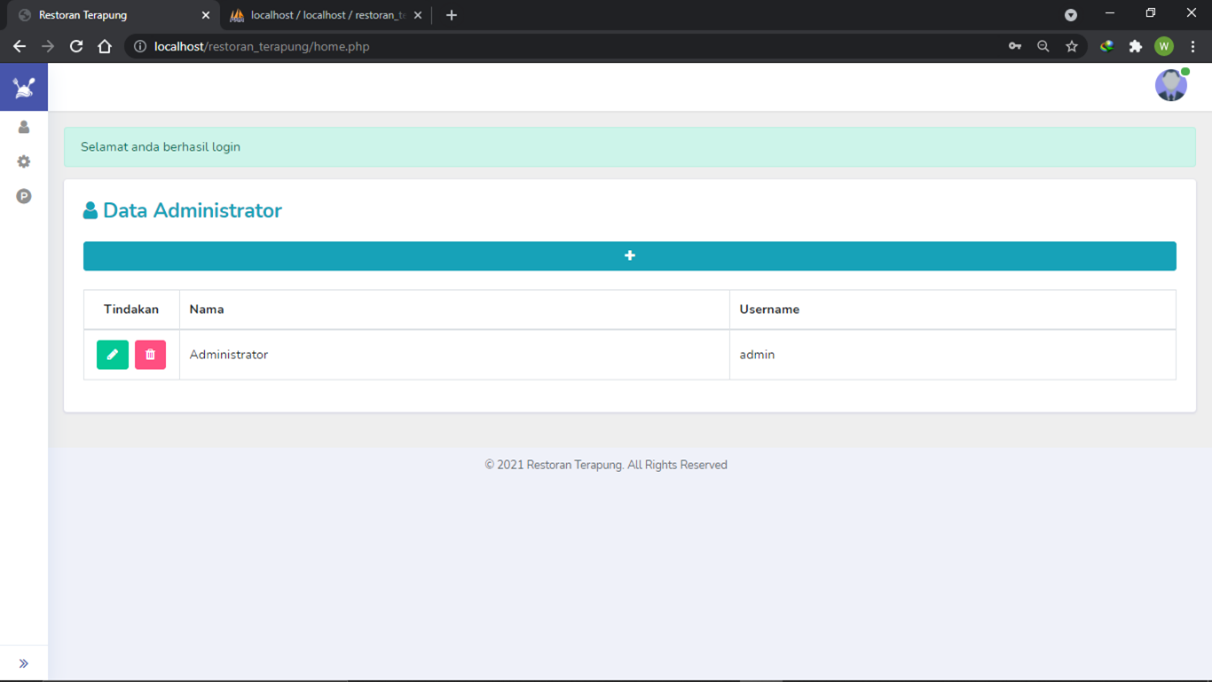 Restoran Terapung
localhost / localhost / restoran_t
localhost/restoran_terapung/home.php
W
Selamat anda berhasil login
P
Data Administrator
Tindakan Nama Username
Administrator admin
© 2021 Restoran Terapung. All Rights Reserved